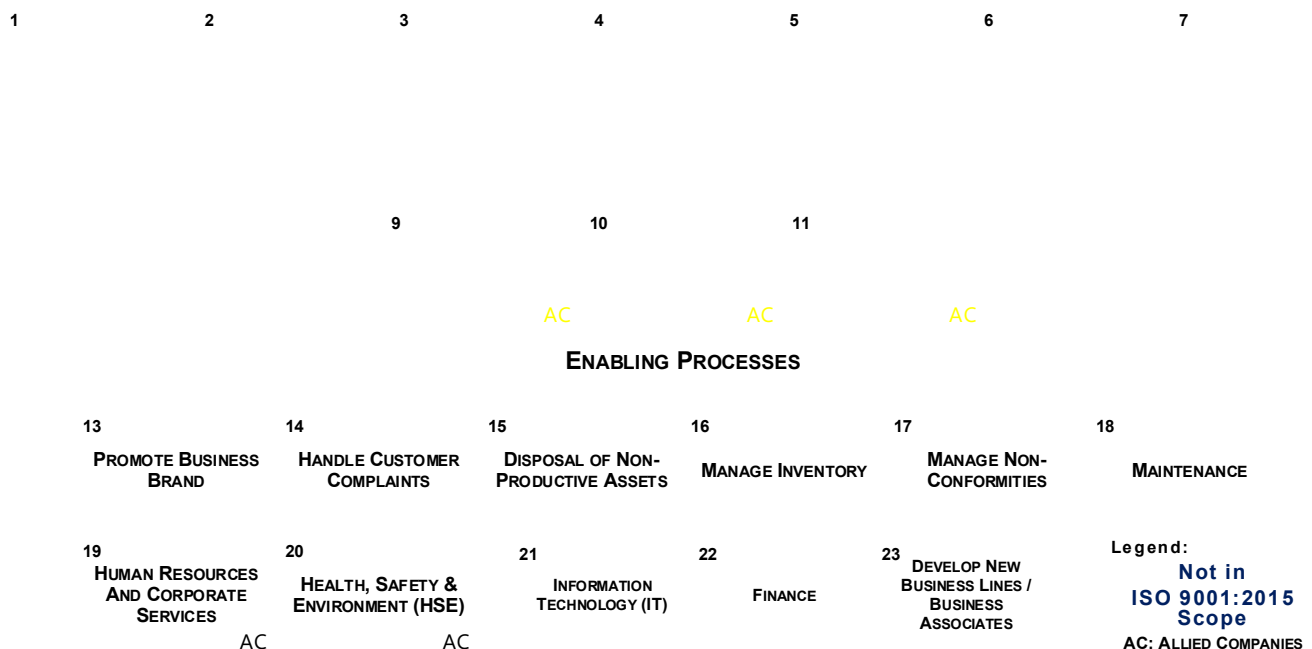 1 2 3 4 5 6 7
9 10 11
AC AC AC
ENABLING PROCESSES
13 14 15 16 17 18
PROMOTE BUSINESS
BRAND
HANDLE CUSTOMER
COMPLAINTS
DISPOSAL OF NON-
PRODUCTIVE ASSETS
MANAGE INVENTORY
MANAGE NON-
CONFORMITIES
MAINTENANCE
19
HUMAN RESOURCES
AND CORPORATE
SERVICES
AC
20
HEALTH, SAFETY &
ENVIRONMENT (HSE)
AC
21
INFORMATION
TECHNOLOGY (IT)
22
FINANCE
23
DEVELOP NEW
BUSINESS LINES /
BUSINESS
ASSOCIATES
Legend:
Not in
ISO 9001:2015
Scope
AC: ALLIED COMPANIES